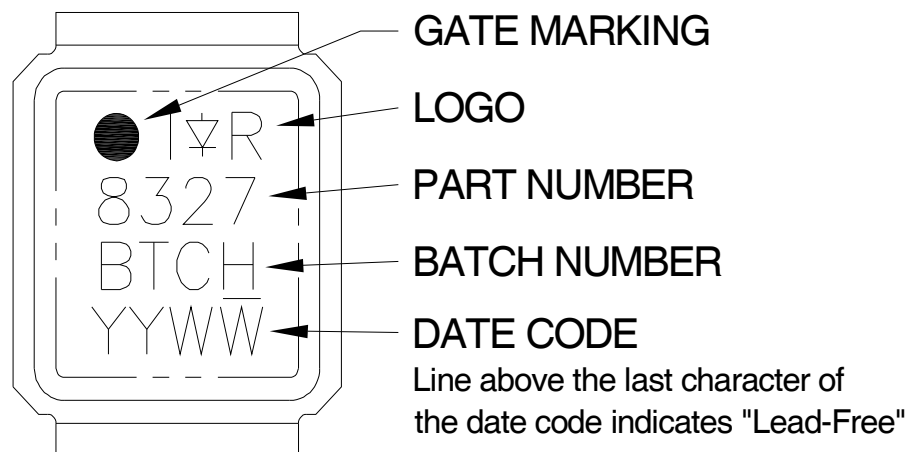 GATE MARKING
I R
LOGO
8327
PART NUMBER
BTCH
BATCH NUMBER
YYWW
DATE CODE
Line above the last character of
the date code indicates "Lead-Free"